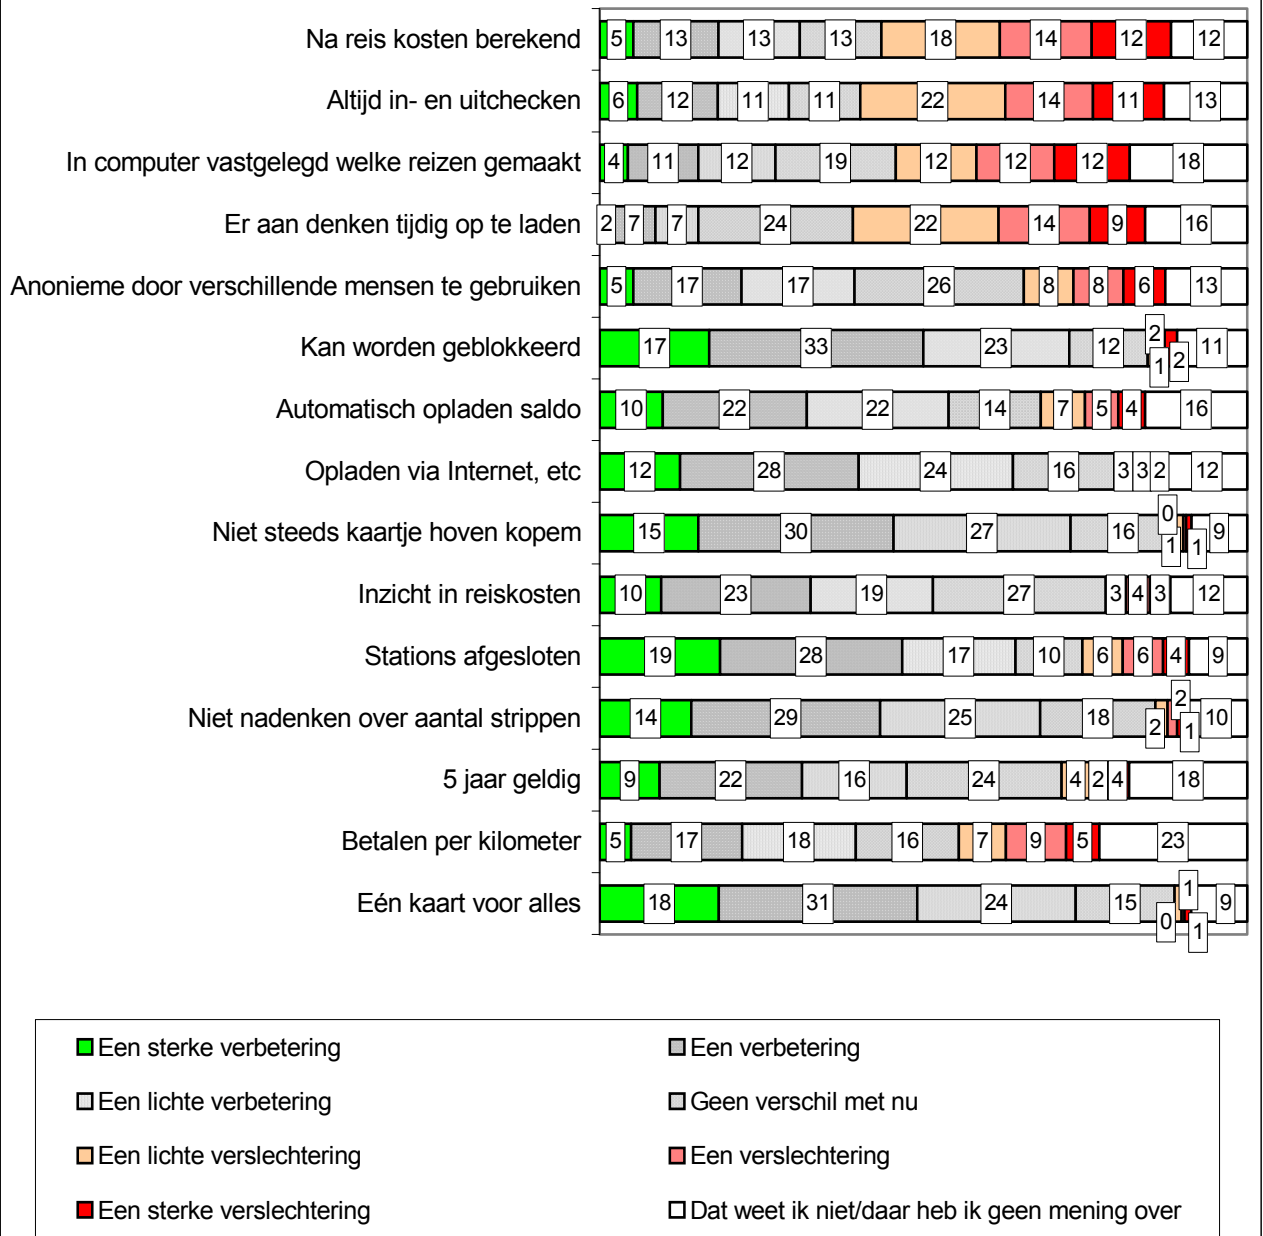 Na reis kosten berekend 5 13 13 13 18 14 12 12
Altijd in- en uitchecken 6 12 11 11 22 14 11 13
In computer vastgelegd welke reizen gemaakt 4 11 12 19 12 12 12 18
Er aan denken tijdig op te laden 2 7 7 24 22 14 9 16
Anonieme door verschillende mensen te gebruiken 5 17 17 26 8 8 6 13
Kan worden geblokkeerd 17 33 23 12 2 1 2 11
Automatisch opladen saldo 10 22 22 14 7 5 4 16
Opladen via Internet, etc 12 28 24 16 3 3 2 12
Niet steeds kaartje hoven kopem 15 30 27 16 1 0 1 9
Inzicht in reiskosten 10 23 19 27 3 4 3 12
Stations afgesloten 19 28 17 10 6 6 4 9
Niet nadenken over aantal strippen 14 29 25 18 2 2 1 10
5 jaar geldig 9 22 16 24 4 2 4 18
Betalen per kilometer 5 17 18 16 7 9 5 23
Eén kaart voor alles 18 31 24 15 0 1 1 9
Een sterke verbetering
Een verbetering
Een lichte verbetering
Geen verschil met nu
Een lichte verslechtering
Een verslechtering
Een sterke verslechtering
Dat weet ik niet/daar heb ik geen mening over